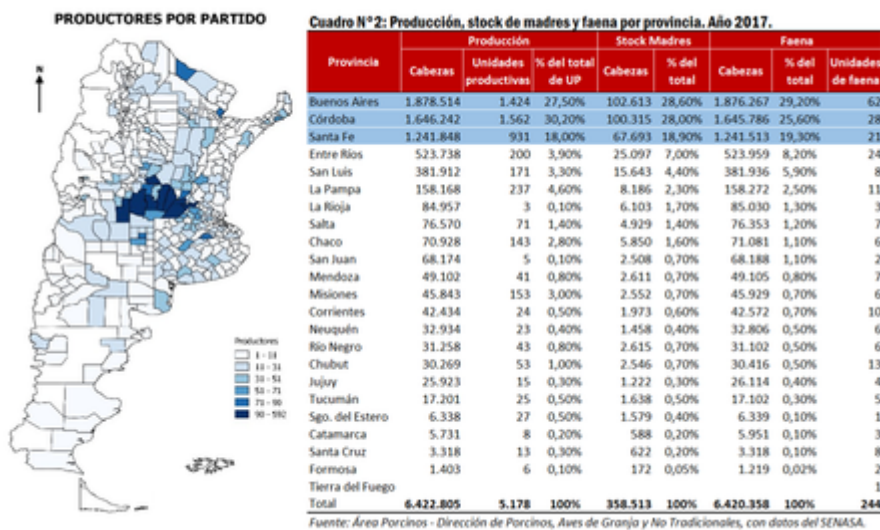 PRODUCTORES POR PARTIDO
N
Productores
1 - 11
11 - 31
31 - 51
51 - 71
71 - 90
90 - 592
Cuadro N°2: Producción, stock de madres y faena por provincia. Año 2017.
Provincia Producción Stock Madres Faena
Cabezas Unidades productivas % del total de UP Cabezas % del total Cabezas % del total Unidades de faena
Buenos Aires 1.878.514 1.424 27,50% 102.613 28,60% 1.876.267 29,20% 62
Córdoba 1.646.242 1.562 30,20% 100.315 28,00% 1.645.786 25,60% 28
Santa Fe 1.241.848 931 18,00% 67.693 18,90% 1.241.513 19,30% 21
Entre Ríos 523.738 200 3,90% 25.097 7,00% 523.959 8,20% 24
San Luis 381.912 171 3,30% 15.643 4,40% 381.936 5,90% 8
La Pampa 158.168 237 4,60% 8.186 2,30% 158.272 2,50% 11
La Rioja 84.957 3 0,10% 6.103 1,70% 85.030 1,30% 3
Salta 76.570 71 1,40% 4.929 1,40% 76.353 1,20% 7
Chaco 70.928 143 2,80% 5.850 1,60% 71.081 1,10% 6
San Juan 68.174 5 0,10% 2.508 0,70% 68.188 1,10% 2
Mendoza 49.102 41 0,80% 2.611 0,70% 49.105 0,80% 7
Misiones 45.843 153 3,00% 2.552 0,70% 45.929 0,70% 6
Corrientes 42.434 24 0,50% 1.973 0,60% 42.572 0,70% 10
Neuquén 32.934 23 0,40% 1.458 0,40% 32.806 0,50% 6
Río Negro 31.258 43 0,80% 2.615 0,70% 31.102 0,50% 6
Chubut 30.269 53 1,00% 2.546 0,70% 30.416 0,50% 13
Jujuy 25.923 15 0,30% 1.222 0,30% 26.114 0,40% 4
Tucumán 17.201 25 0,50% 1.638 0,50% 17.102 0,30% 5
Sgo. del Estero 6.338 27 0,50% 1.579 0,40% 6.339 0,10% 1
Catamarca 5.731 8 0,20% 588 0,20% 5.951 0,10% 3
Santa Cruz 3.318 13 0,30% 622 0,20% 3.318 0,10% 8
Formosa 1.403 6 0,10% 172 0,05% 1.219 0,02% 2
Tierra del Fuego 1
Total 6.422.805 5.178 100% 358.513 100% 6.420.358 100% 244
Fuente: Área Porcinos - Dirección de Porcinos, Aves de Granja y No Tradicionales, con datos del SENASA.